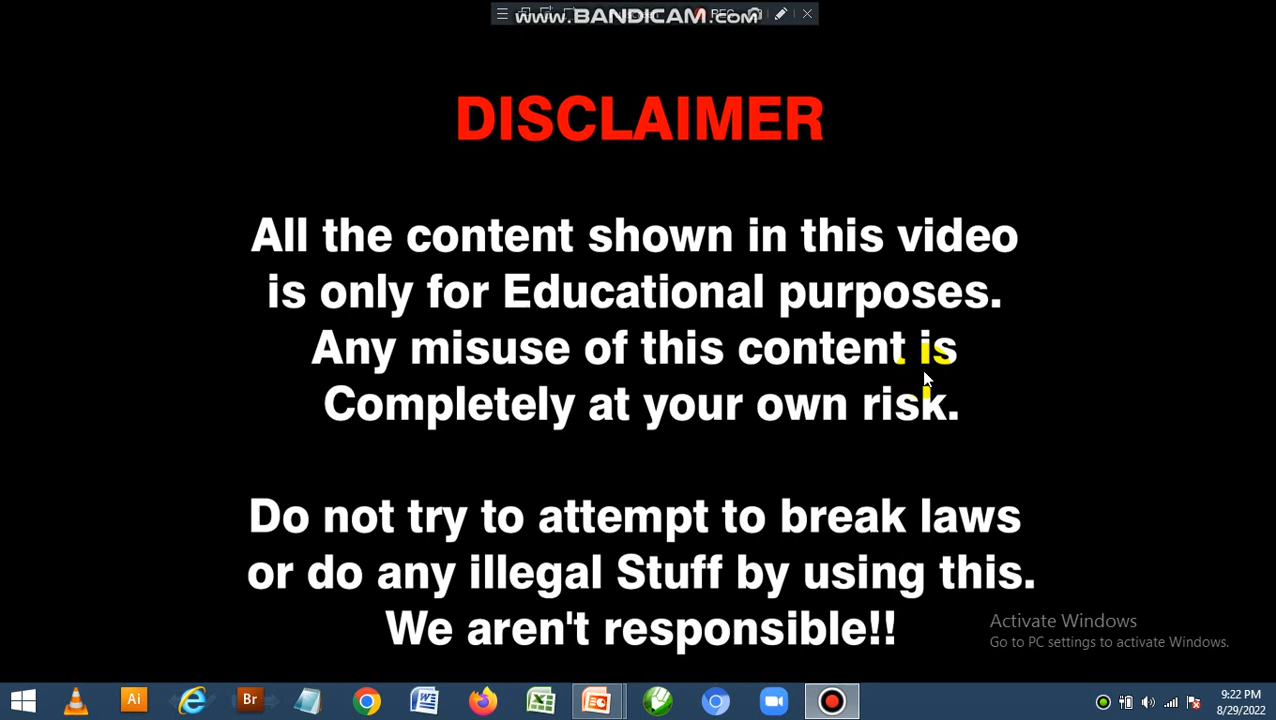 www.BANDICAM.com
DISCLAIMER
All the content shown in this video
is only for Educational purposes.
Any misuse of this content is
Completely at your own risk.
Do not try to attempt to break laws
or do any illegal Stuff by using this.
We aren't responsible!!
Activate Windows
Go to PC settings to activate Windows.
Ai
Br
9:22 PM
8/29/2022